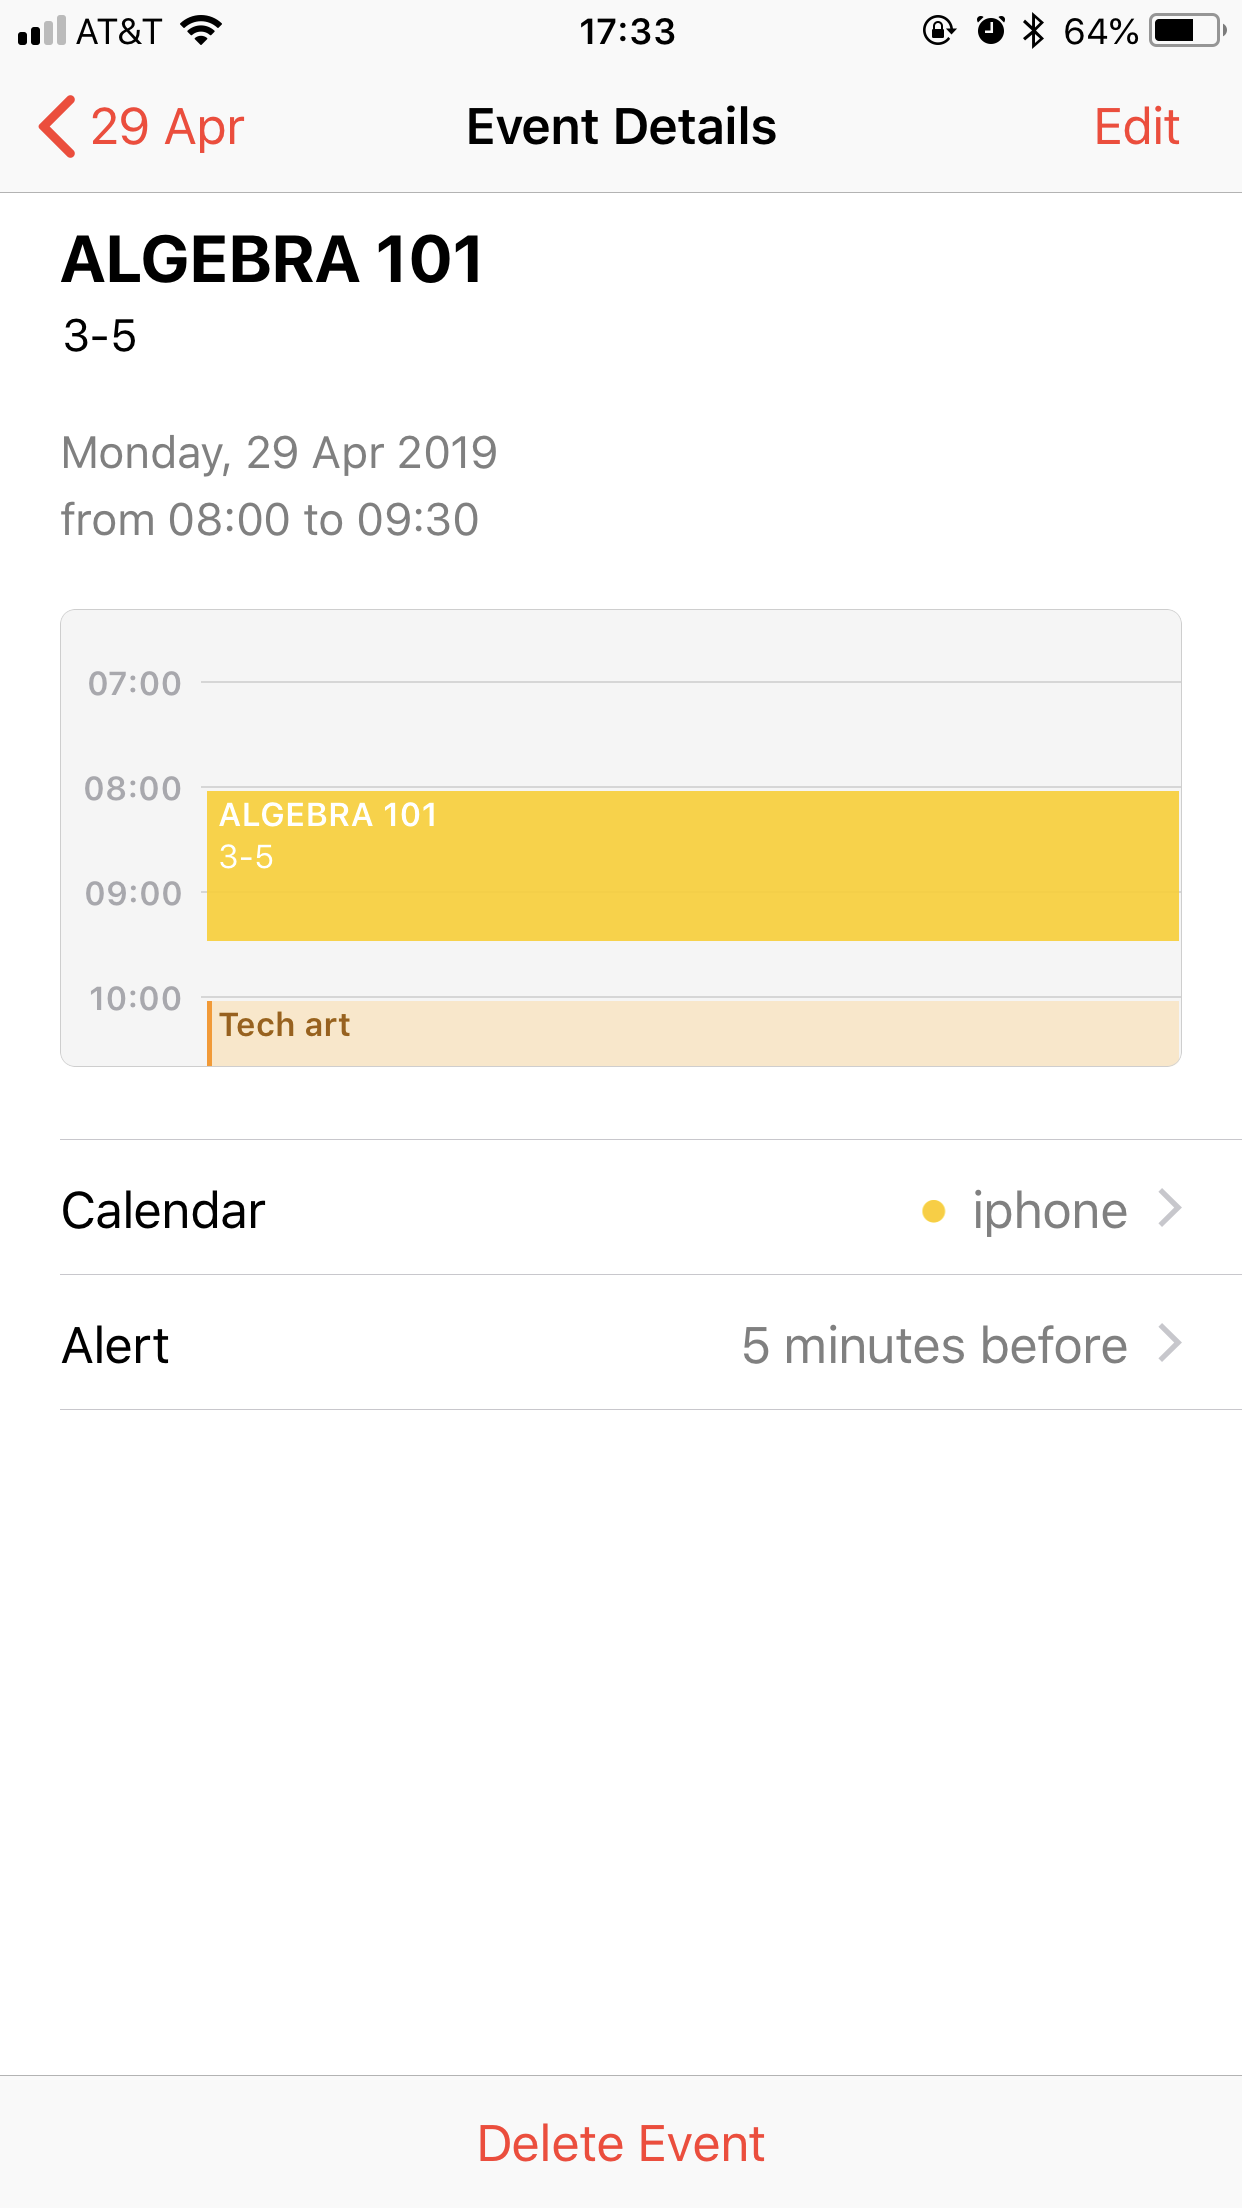 AT&T 17:33 64%
29 Apr Event Details Edit
ALGEBRA 101
3-5
Monday, 29 Apr 2019
from 08:00 to 09:30
07:00
08:00
ALGEBRA 101
3-5
09:00
10:00
Tech art
Calendar iphone
Alert 5 minutes before
Delete Event